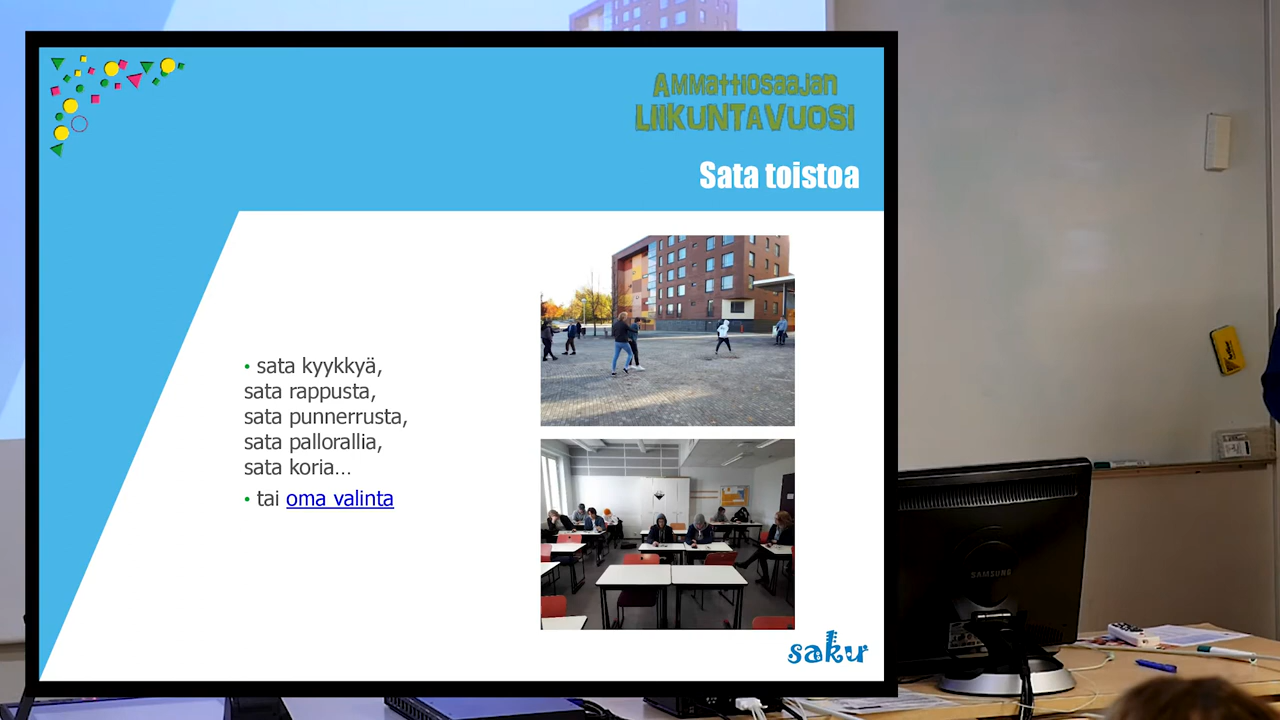 Ammattiosaajan
LIIKUNTAVUOSI
Sata toistoa
• sata kyykkyä,
sata rappusta,
sata punnerrusta,
sata pallorallia,
sata koria...
• tai oma valinta
saku
SAMSUNG